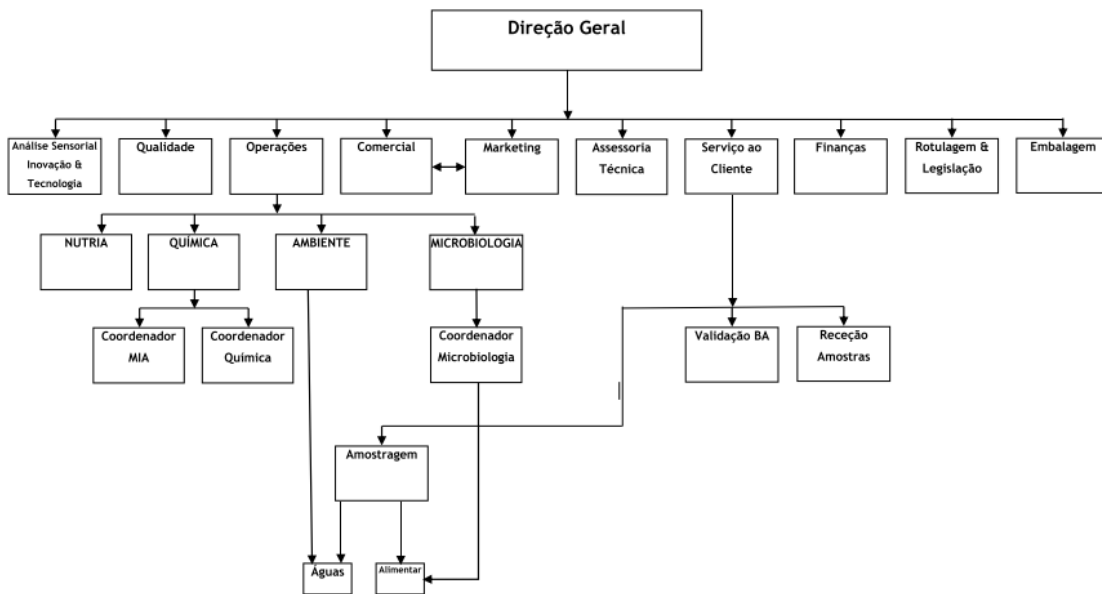 Direção Geral
Análise Sensorial
Inovação &
Tecnologia
Qualidade
Operações
Comercial
Marketing
Assessoria
Técnica
Serviço ao
Cliente
Finanças
Rotulagem &
Legislação
Embalagem
NUTRIA
QUÍMICA
AMBIENTE
MICROBIOLOGIA
Coordenador
MIA
Coordenador
Química
Coordenador
Microbiologia
Validação BA
Receção
Amostras
Amostragem
Águas
Alimentar